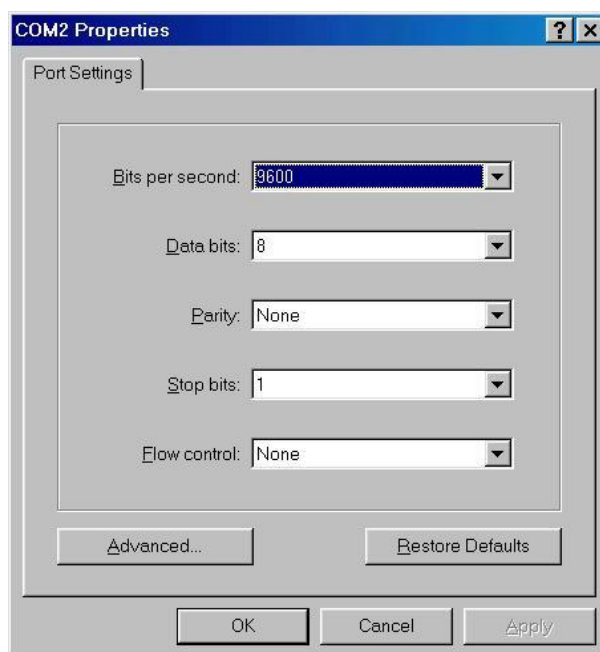 COM2 Properties
Port Settings
Bits per second: 9600
Data bits: 8
Parity: None
Stop bits: 1
Flow control: None
Advanced... Restore Defaults
OK Cancel Apply